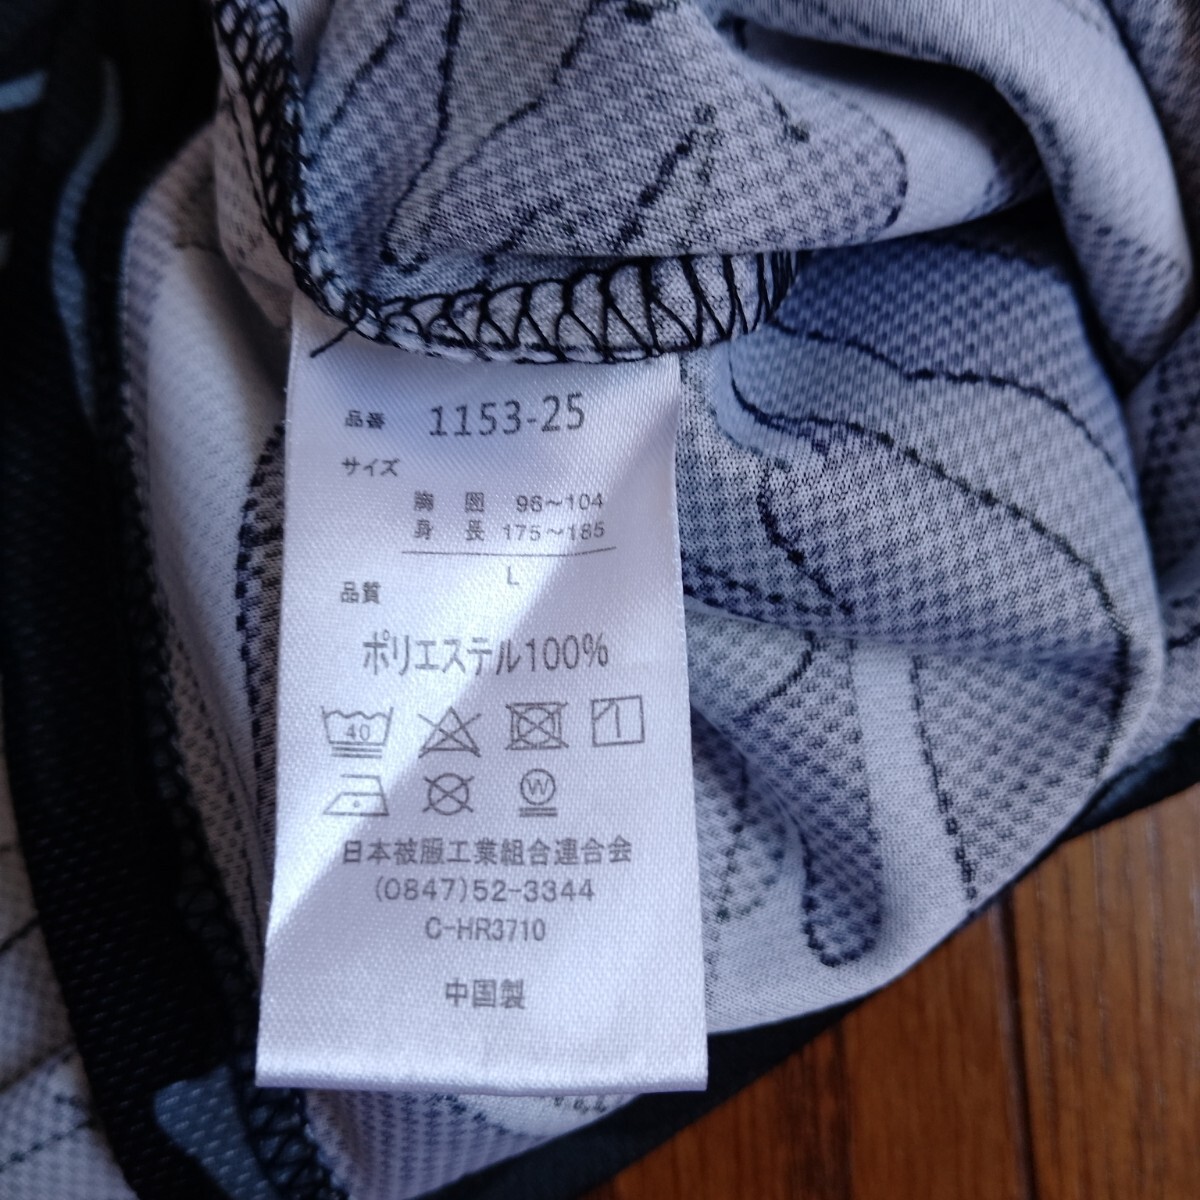 品番 1153-25
サイズ
胸囲 96～104
身長 175～185
L
品質
ポリエステル100%
40
W
日本被服工業組合連合会
(0847)52-3344
C-HR3710
中国製